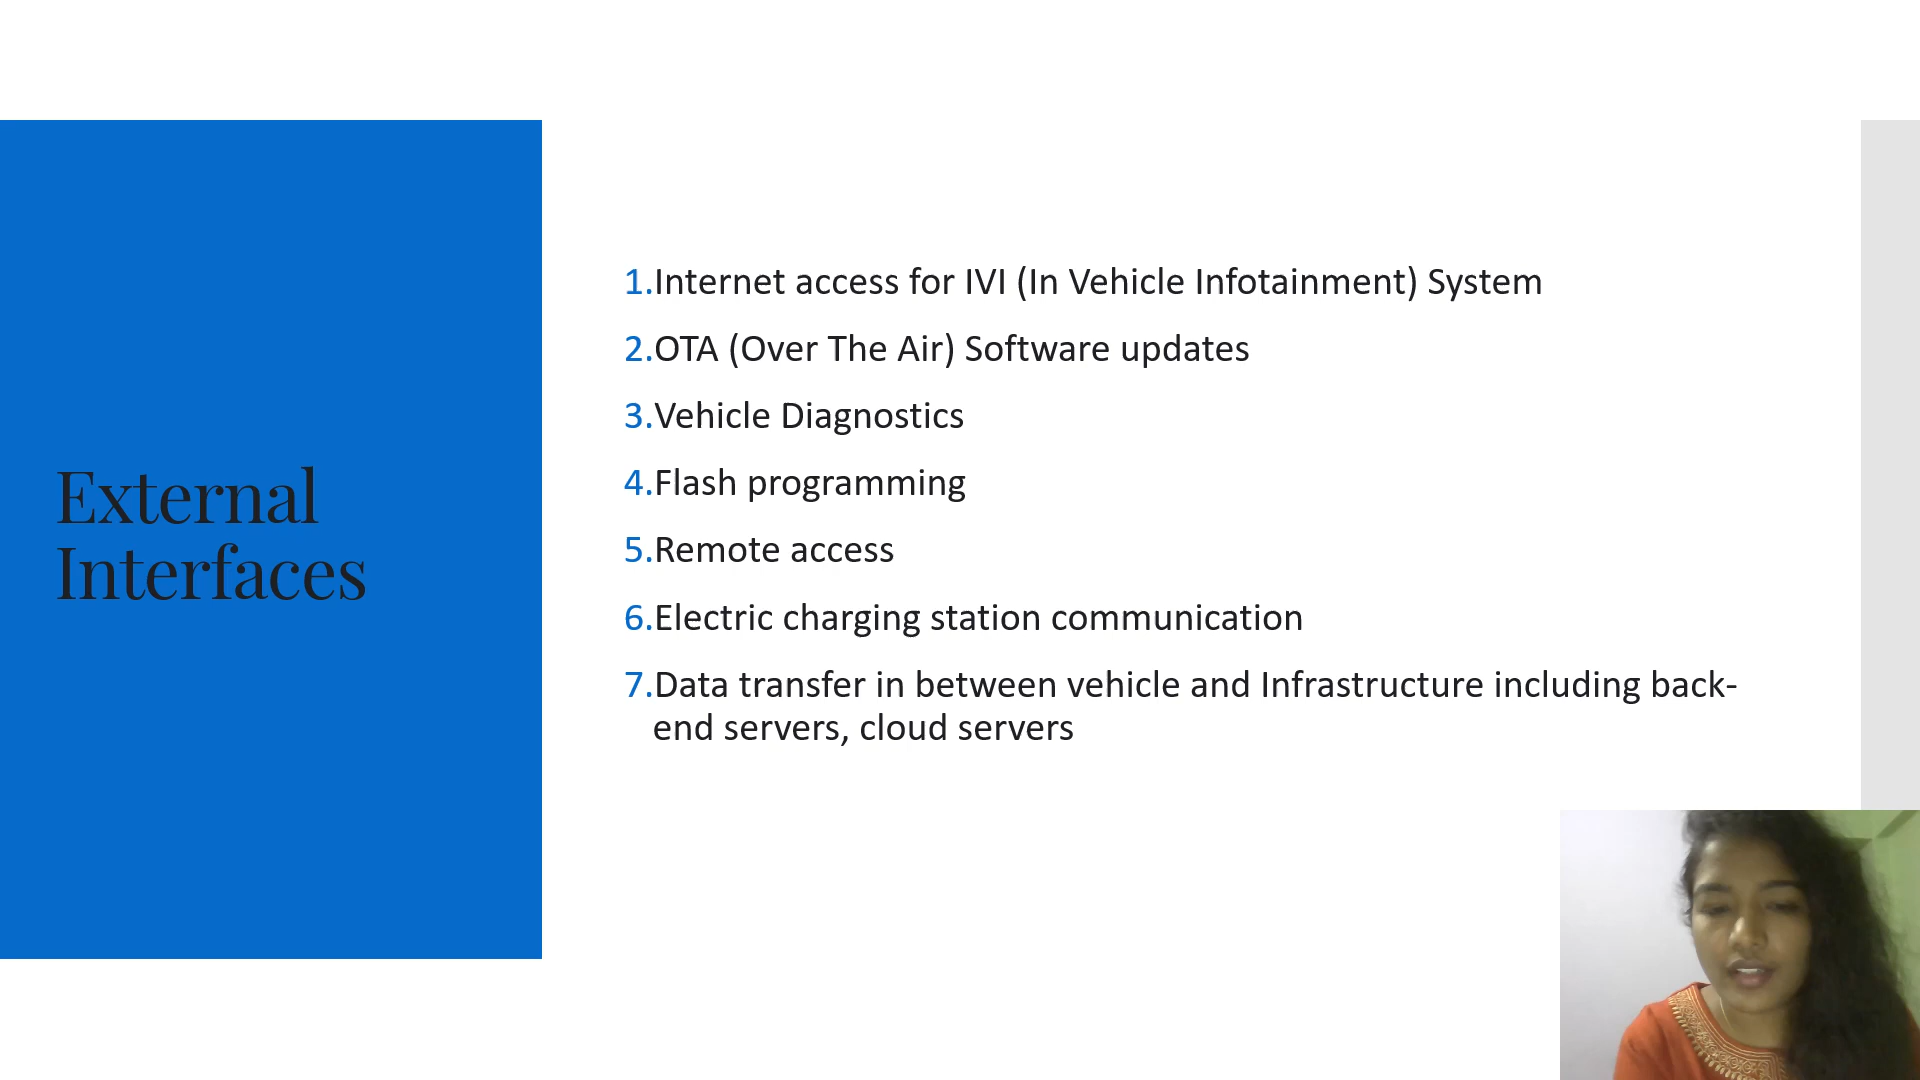 External
Interfaces
1.Internet access for IVI (In Vehicle Infotainment) System
2.OTA (Over The Air) Software updates
3.Vehicle Diagnostics
4.Flash programming
5.Remote access
6.Electric charging station communication
7.Data transfer in between vehicle and Infrastructure including back-
end servers, cloud servers